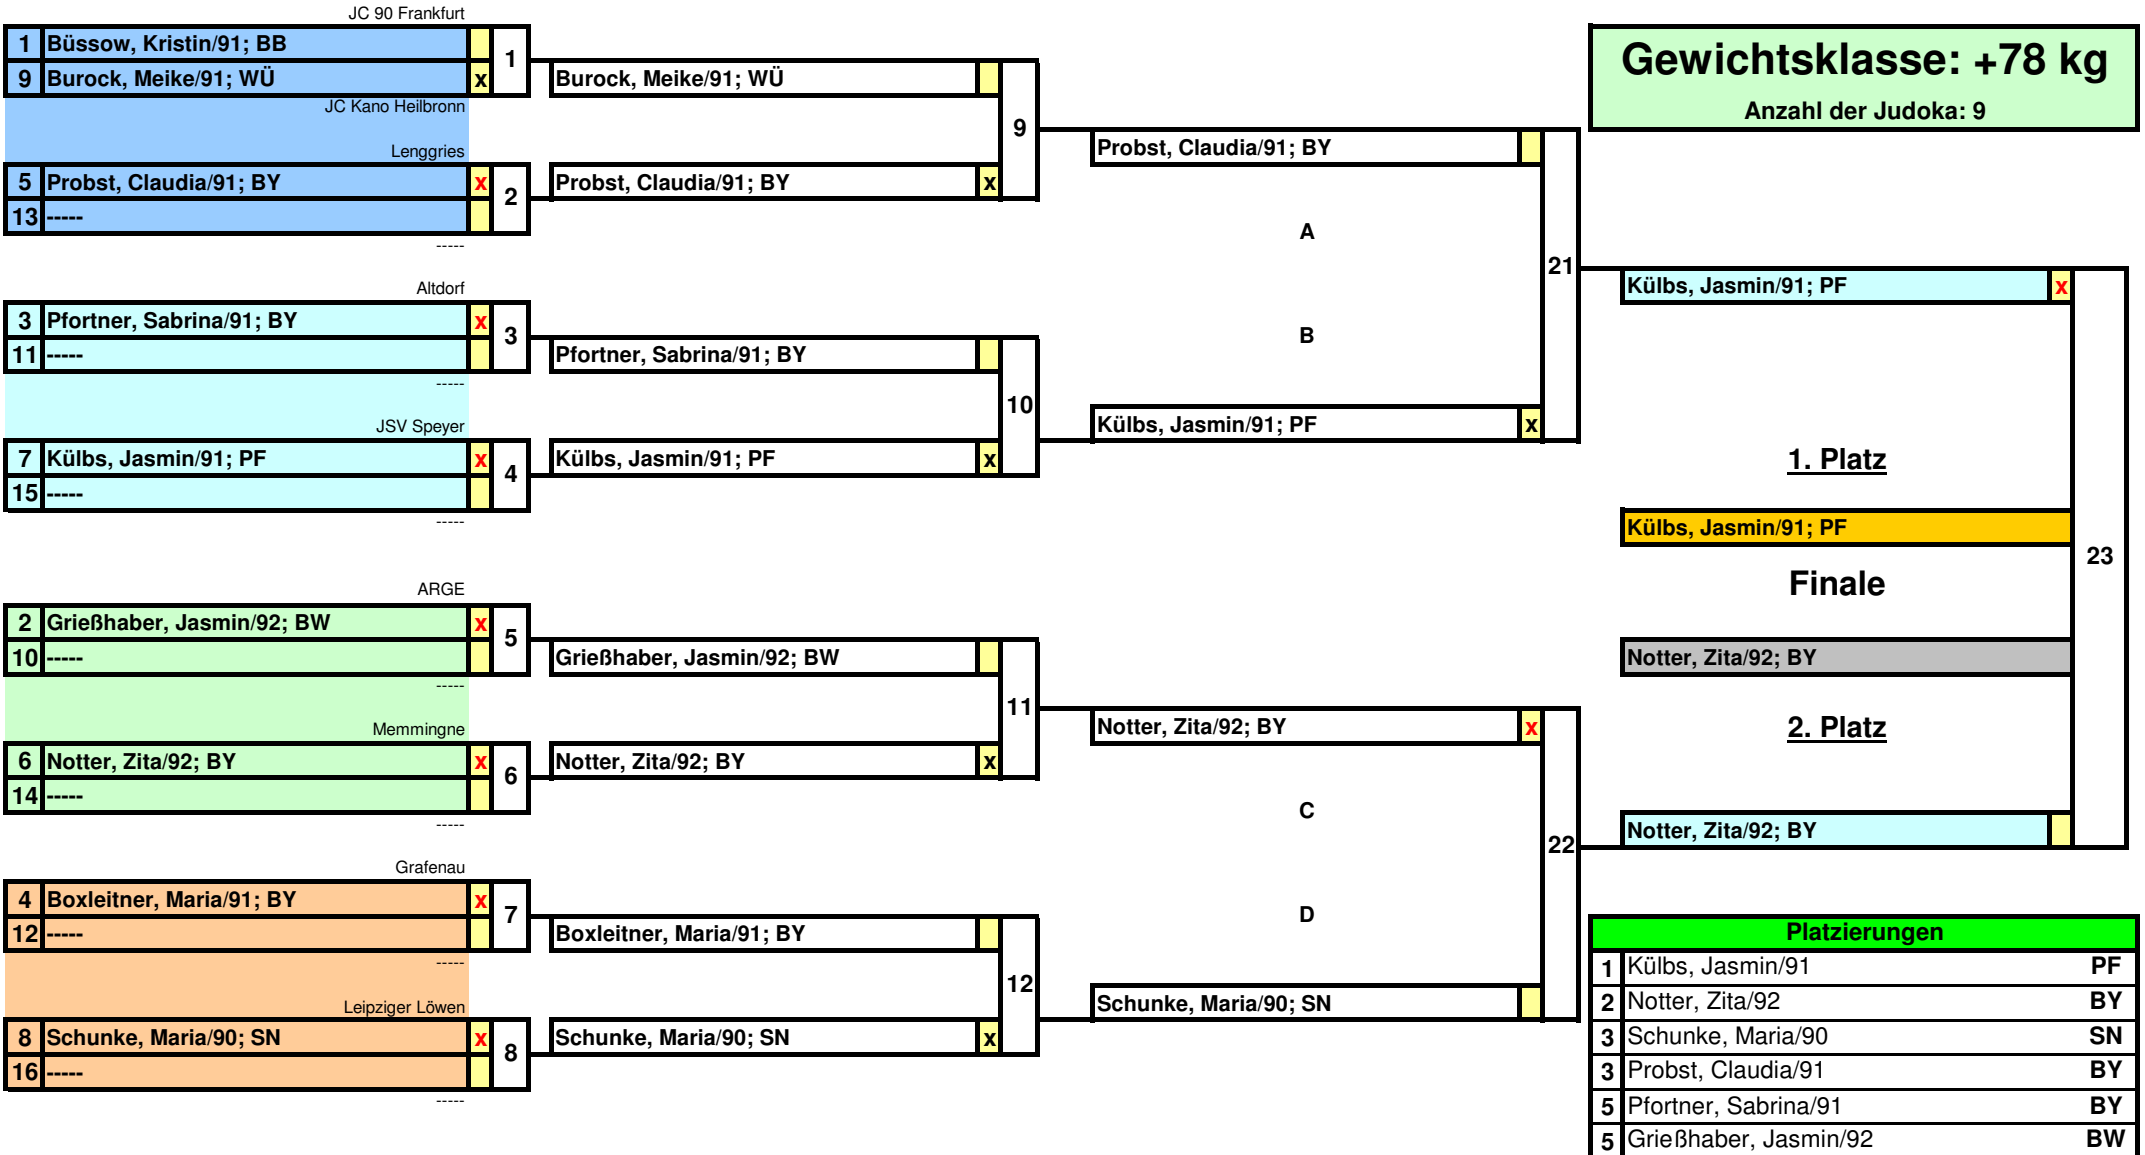 JC 90 Frankfurt
1 Büssow, Kristin/91; BB
9 Burock, Meike/91; WÜ x
1
JC Kano Heilbronn
Lenggries
5 Probst, Claudia/91; BY x
13 -----
2
-----
Altdorf
3 Pfortner, Sabrina/91; BY x
11 -----
3
-----
JSV Speyer
7 Külbs, Jasmin/91; PF x
15 -----
4
-----
ARGE
2 Grießhaber, Jasmin/92; BW x
10 -----
5
-----
Memmingne
6 Notter, Zita/92; BY x
14 -----
6
-----
Grafenau
4 Boxleitner, Maria/91; BY x
12 -----
7
-----
Leipziger Löwen
8 Schunke, Maria/90; SN x
16 -----
8
-----
Burock, Meike/91; WÜ
9
Probst, Claudia/91; BY x
Pfortner, Sabrina/91; BY
10
Külbs, Jasmin/91; PF x
Grießhaber, Jasmin/92; BW
11
Notter, Zita/92; BY x
Boxleitner, Maria/91; BY
12
Schunke, Maria/90; SN x
Probst, Claudia/91; BY
A
21
B
Külbs, Jasmin/91; PF x
Notter, Zita/92; BY x
C
22
D
Schunke, Maria/90; SN
Gewichtsklasse: +78 kg
Anzahl der Judoka: 9
Külbs, Jasmin/91; PF x
1. Platz
Külbs, Jasmin/91; PF
23
Finale
Notter, Zita/92; BY
2. Platz
Notter, Zita/92; BY
Platzierungen
1 Külbs, Jasmin/91 PF
2 Notter, Zita/92 BY
3 Schunke, Maria/90 SN
3 Probst, Claudia/91 BY
5 Pfortner, Sabrina/91 BY
5 Grießhaber, Jasmin/92 BW